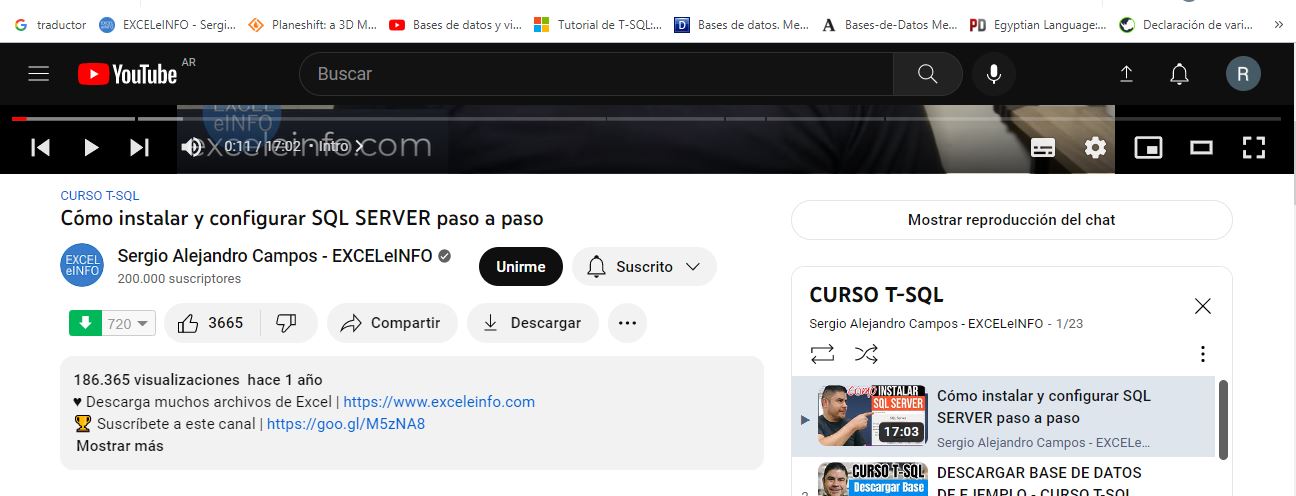 traductor
EXCELeINFO - Sergi...
Planeshift: a 3D M...
Bases de datos y vi...
Tutorial de T-SQL:...
Bases de datos. Me...
Bases-de-Datos Me...
Egyptian Language:...
Declaración de vari...
»
YouTube AR
Buscar
R
EXCEL
eINFO
exceleinfo.com
0:11 / 17:02 • Intro
CURSO T-SQL
Cómo instalar y configurar SQL SERVER paso a paso
EXCEL
eINFO
Sergio Alejandro Campos - EXCELeINFO
200.000 suscriptores
Unirme
Suscrito
720
3665
Compartir
Descargar
186.365 visualizaciones hace 1 año
♥ Descarga muchos archivos de Excel | https://www.exceleinfo.com
🏆 Suscríbete a este canal | https://goo.gl/M5zNA8
Mostrar más
Mostrar reproducción del chat
CURSO T-SQL
Sergio Alejandro Campos - EXCELeINFO - 1/23
CÓMO INSTALAR
SQL SERVER
17:03
Cómo instalar y configurar SQL
SERVER paso a paso
Sergio Alejandro Campos - EXCELe...
CURSO T-SQL
Descargar Base
DESCARGAR BASE DE DATOS
DE EJEMPLO - CURSO T-SQL